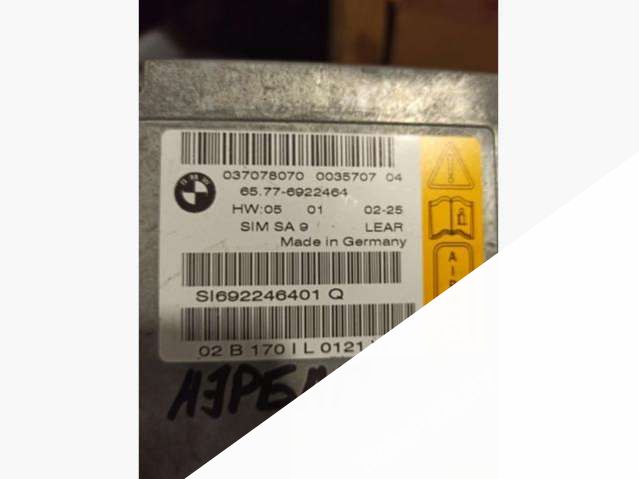 037078070 0035707 04
65.77-6922464
HW:05 01 02-25
SIM SA 9 LEAR
Made in Germany
SI692246401 Q
02 B 170 I L 0121